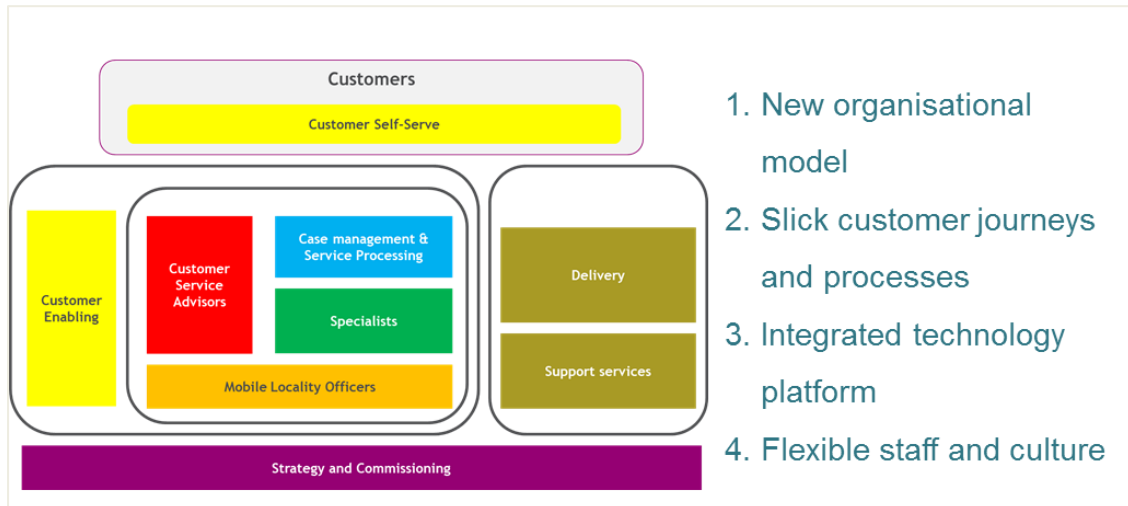 Customers
Customer Self-Serve
Customer
Enabling
Customer
Service
Advisors
Case management &
Service Processing
Specialists
Mobile Locality Officers
Delivery
Support services
Strategy and Commissioning
1. New organisational
model
2. Slick customer journeys
and processes
3. Integrated technology
platform
4. Flexible staff and culture